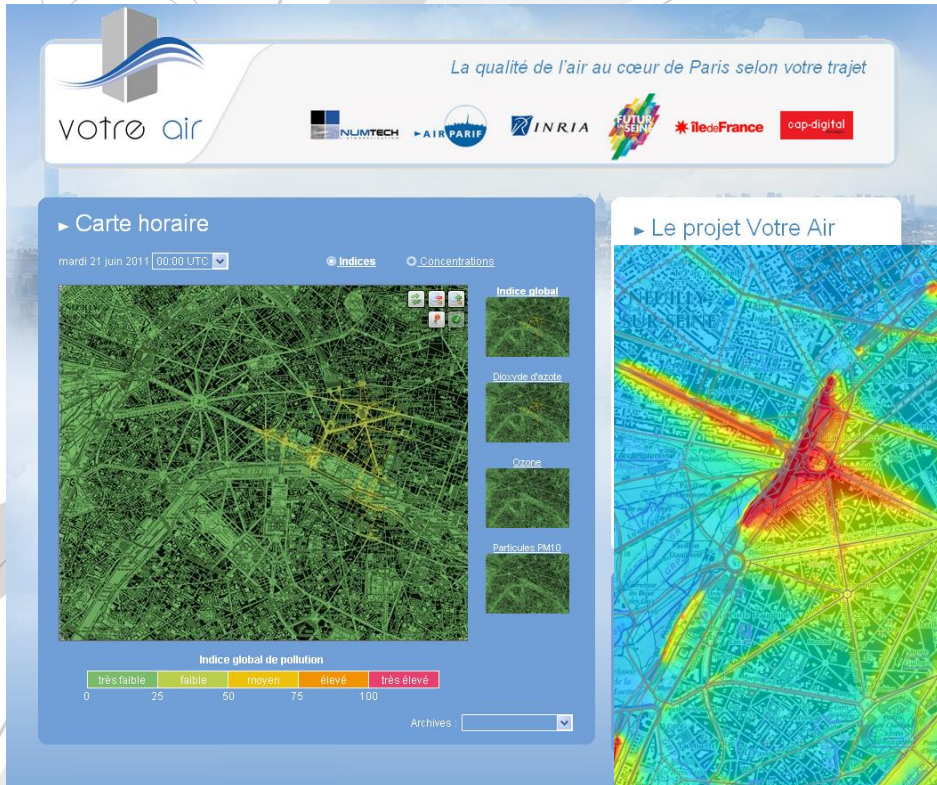 La qualité de l'air au cœur de Paris selon votre trajet
votre air
NUMTECH
AIRPARIF
INRIA
FUTUR EN SEINE
îledeFrance
cap-digital
► Carte horaire
► Le projet Votre Air
mardi 21 juin 2011 00:00 UTC
Indices
Concentrations
Indice global
Dioxyde d'azote
Ozone
Particules PM10
NEUILLY-
SUR-SEINE
Indice global de pollution
très faible faible moyen élevé très élevé
0 25 50 75 100
Archives :